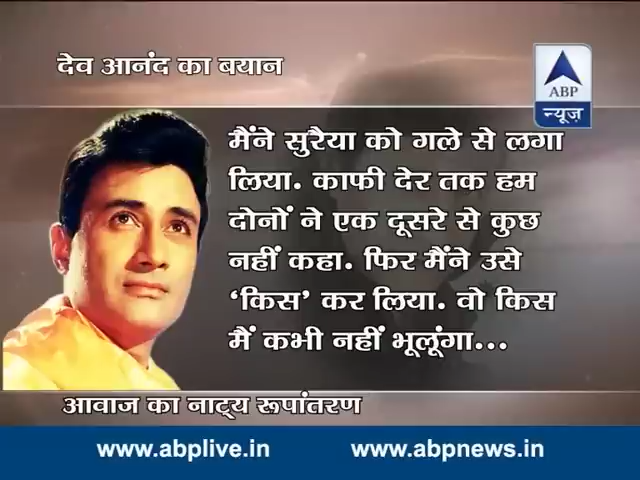 देव आनंद का बयान
ABP
न्यूज़
मैंने सुरैया को गले से लगा
लिया. काफी देर तक हम
दोनों ने एक दूसरे से कुछ
नहीं कहा. फिर मैंने उसे
‘किस’ कर लिया. वो किस
मैं कभी नहीं भूलूंगा...
आवाज का नाट्य रूपांतरण
www.abplive.in www.abpnews.in